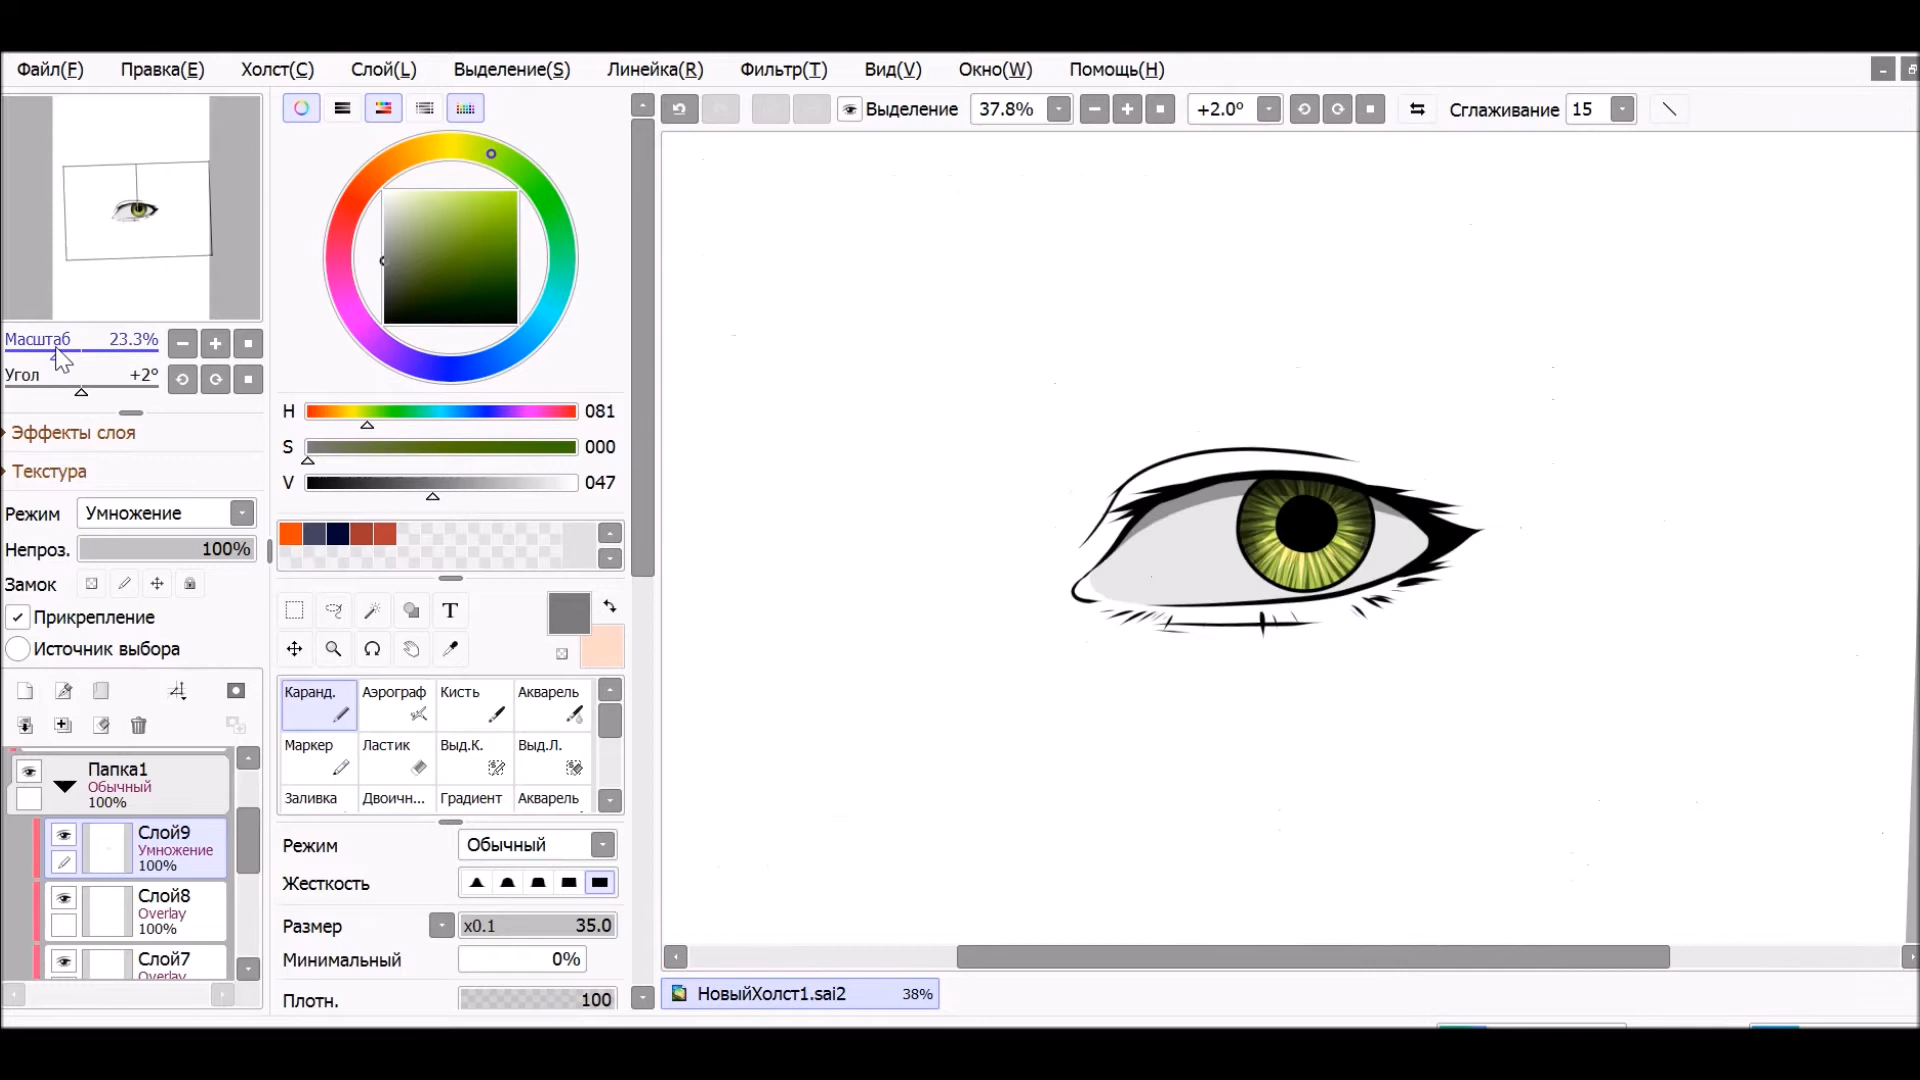 Файл(F) Правка(E) Холст(C) Слой(L) Выделение(S) Линейка(R) Фильтр(T) Вид(V) Окно(W) Помощь(H)
Выделение 37.8% +2.0° Сглаживание 15
Масштаб 23.3%
Угол +2°
Эффекты слоя
Текстура
Режим Умножение
Непроз. 100%
Замок
Прикрепление
Источник выбора
Папка1
Обычный
100%
Слой9
Умножение
100%
Слой8
Overlay
100%
Слой7
Overlay
H 081
S 000
V 047
T
Каранд. Аэрограф Кисть Акварель
Маркер Ластик Выд.К. Выд.Л.
Заливка Двоичн... Градиент Акварель
Режим Обычный
Жесткость
Размер x0.1 35.0
Минимальный 0%
Плотн. 100
НовыйХолст1.sai2 38%